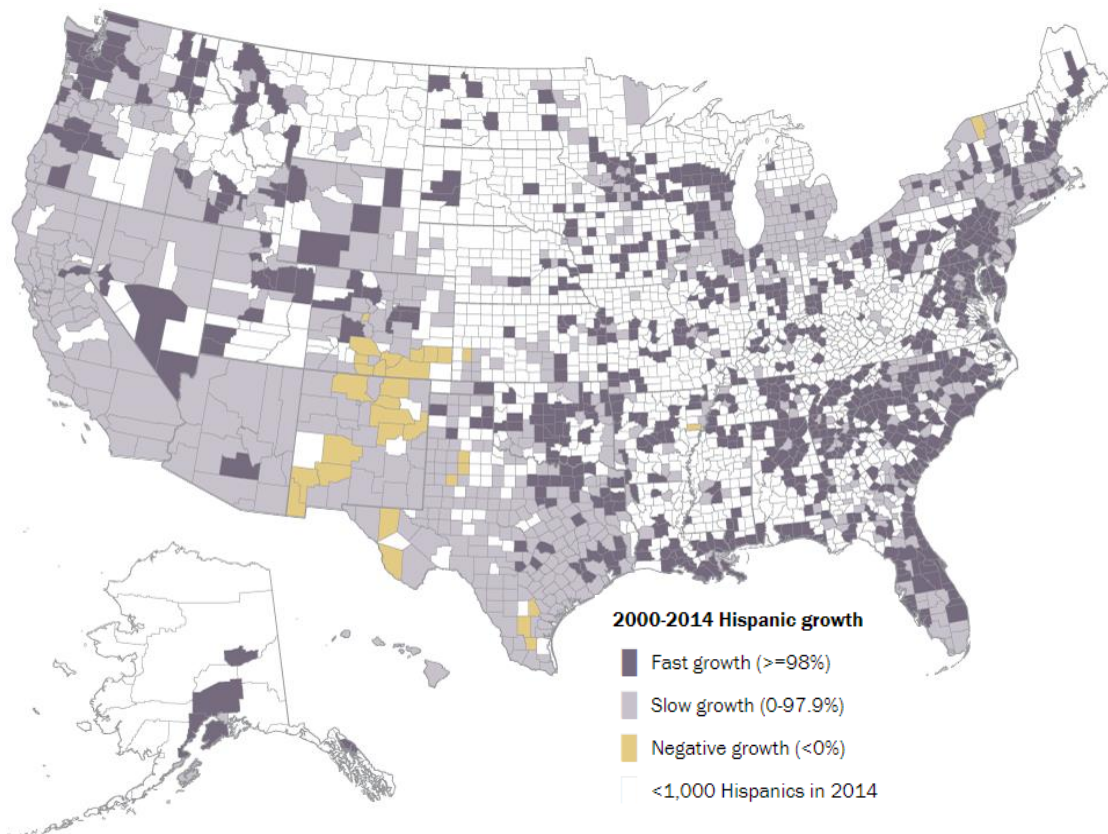 2000-2014 Hispanic growth
Fast growth (>=98%)
Slow growth (0-97.9%)
Negative growth (<0%)
<1,000 Hispanics in 2014